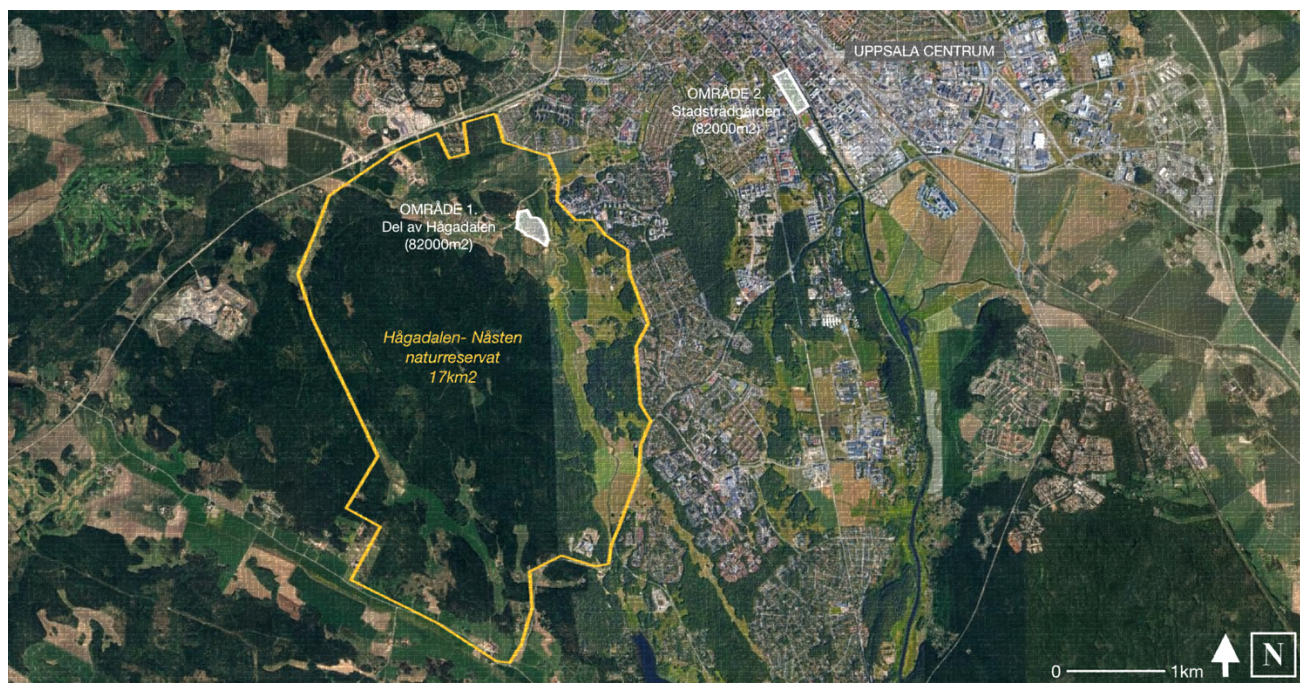 UPPSALA CENTRUM
OMRÅDE 2.
Stadsträdgården
(82000m2)
OMRÅDE 1.
Del av Hågadalen
(82000m2)
Hågadalen- Nåsten
naturreservat
17km2
0
1km
N